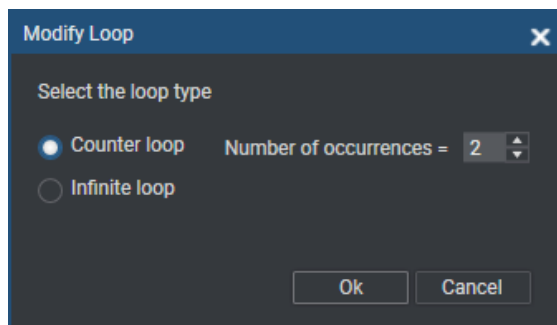 Modify Loop
Select the loop type
Counter loop Number of occurrences = 2
Infinite loop
Ok Cancel